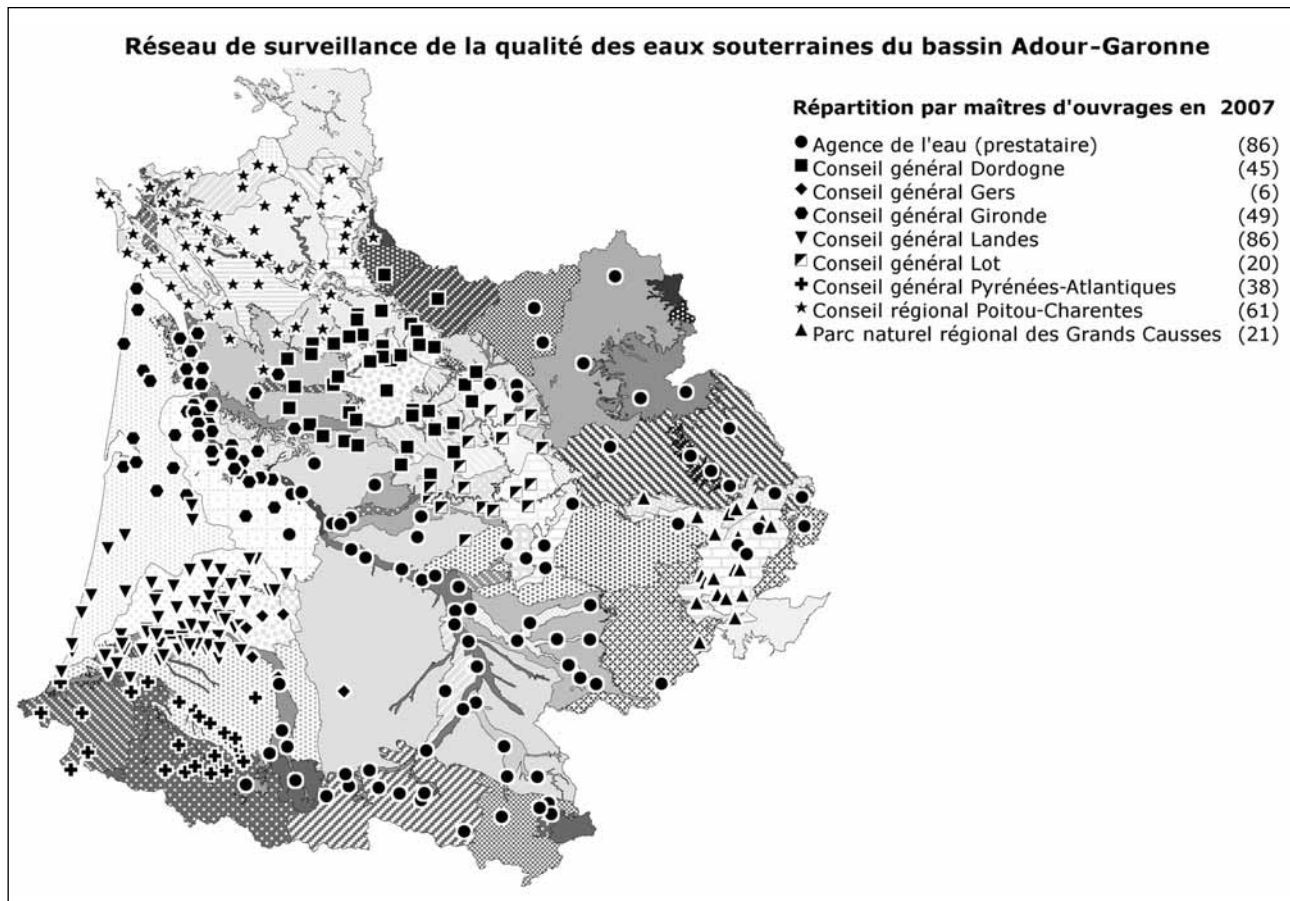 Réseau de surveillance de la qualité des eaux souterraines du bassin Adour-Garonne
Répartition par maîtres d'ouvrages en 2007
Agence de l'eau (prestataire) (86)
Conseil général Dordogne (45)
Conseil général Gers (6)
Conseil général Gironde (49)
Conseil général Landes (86)
Conseil général Lot (20)
Conseil général Pyrénées-Atlantiques (38)
Conseil régional Poitou-Charentes (61)
Parc naturel régional des Grands Causses (21)